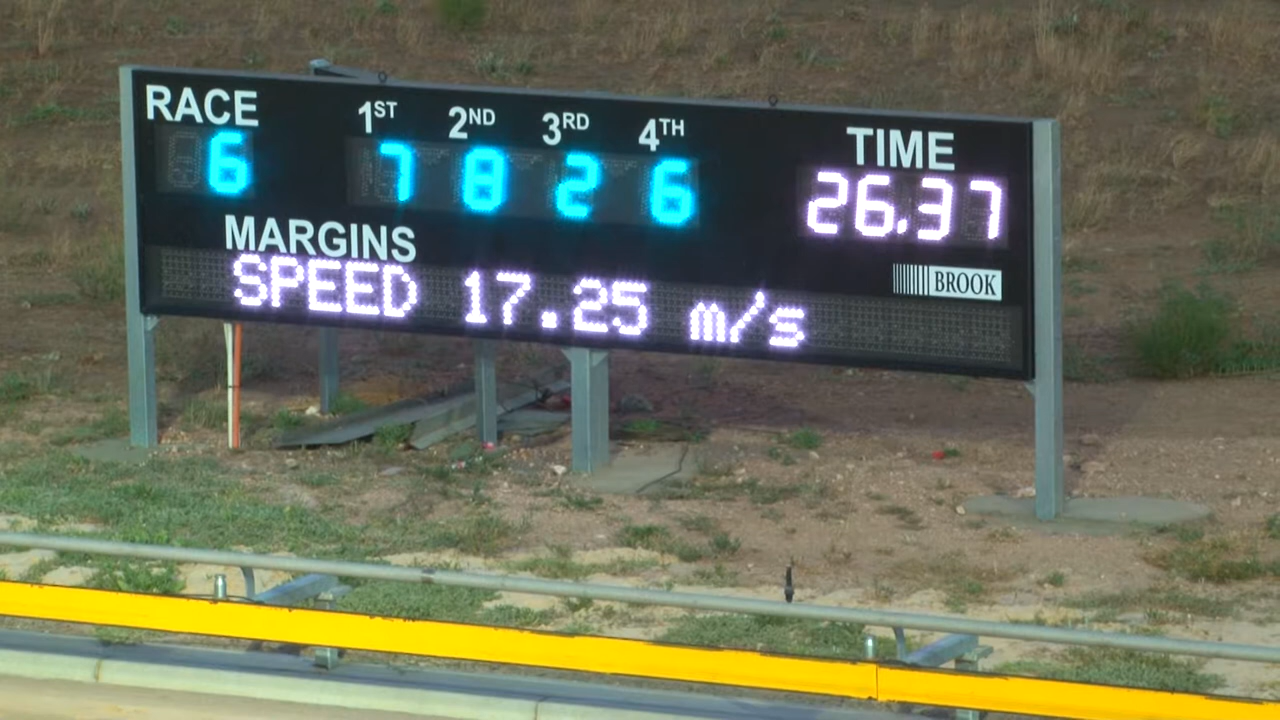 RACE 1ST 2ND 3RD 4TH TIME
6 7 8 2 6 26.37
MARGINS
BROOK
SPEED 17.25 m/s